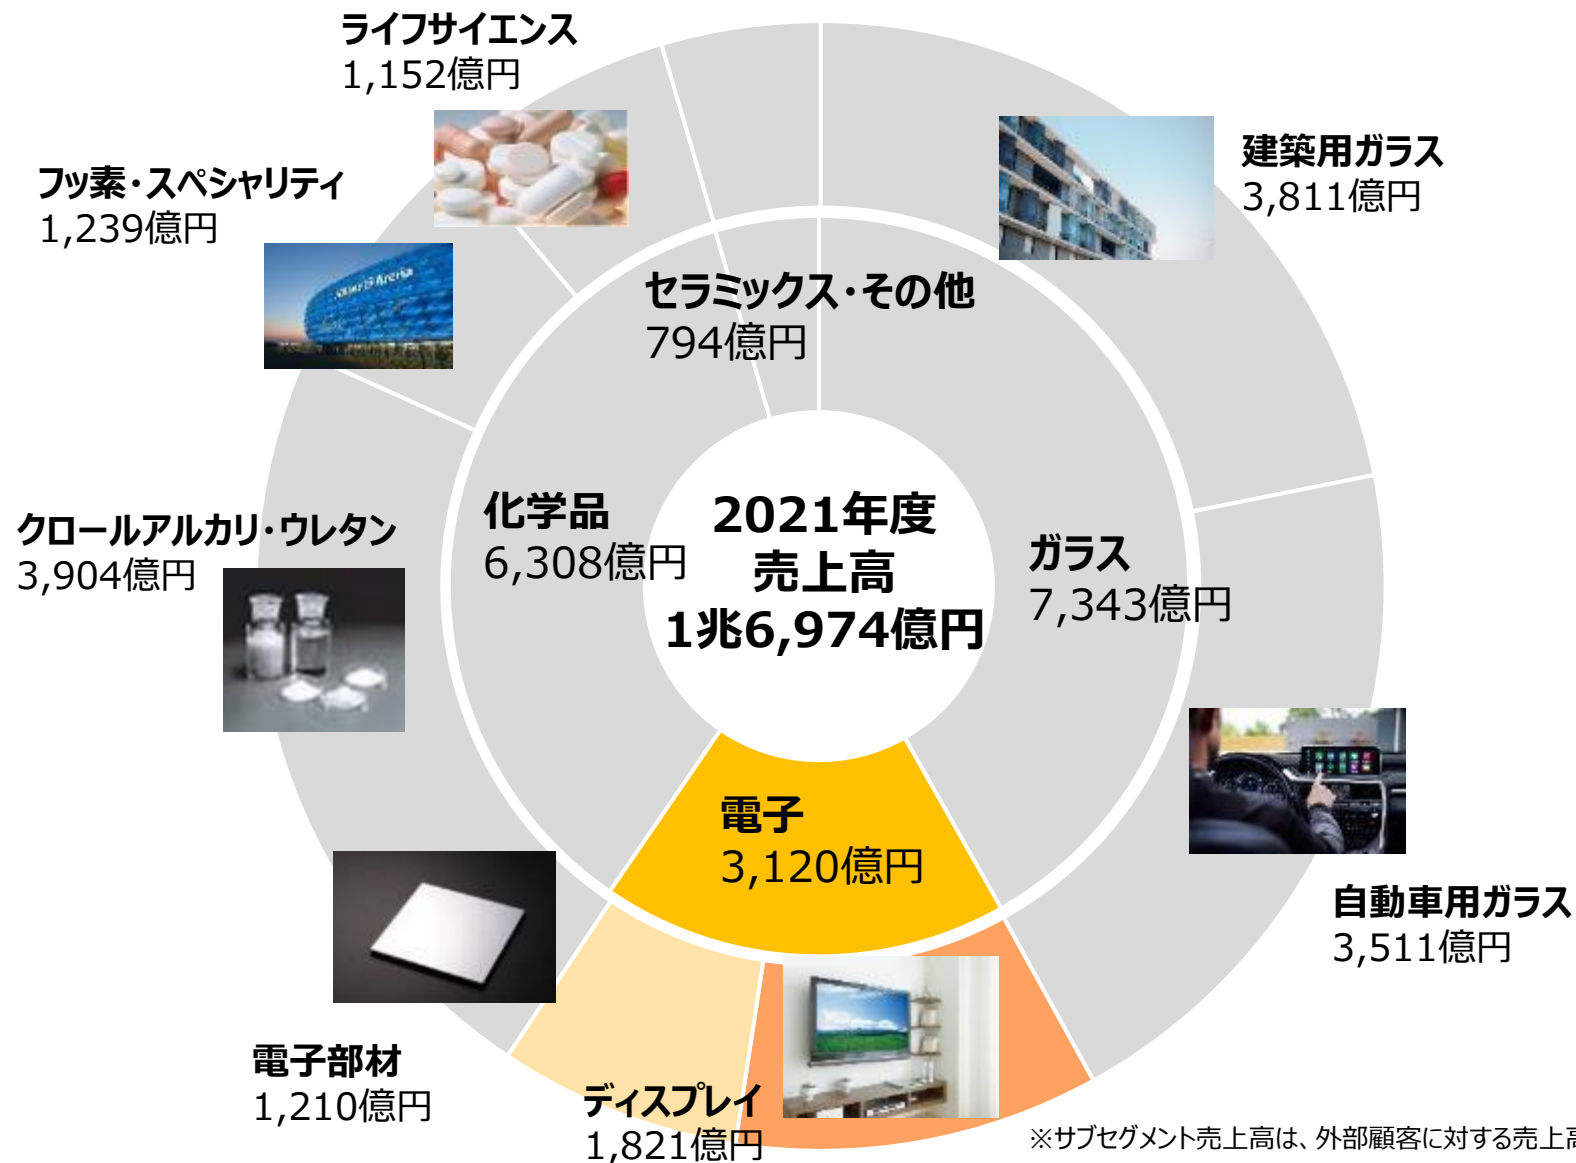 ライフサイエンス
1,152億円
フッ素・スペシャリティ
1,239億円
建築用ガラス
3,811億円
セラミックス・その他
794億円
化学品
6,308億円
2021年度
売上高
1兆6,974億円
ガラス
7,343億円
クロールアルカリ・ウレタン
3,904億円
電子
3,120億円
自動車用ガラス
3,511億円
電子部材
1,210億円
ディスプレイ
1,821億円
※サブセグメント売上高は、外部顧客に対する売上高